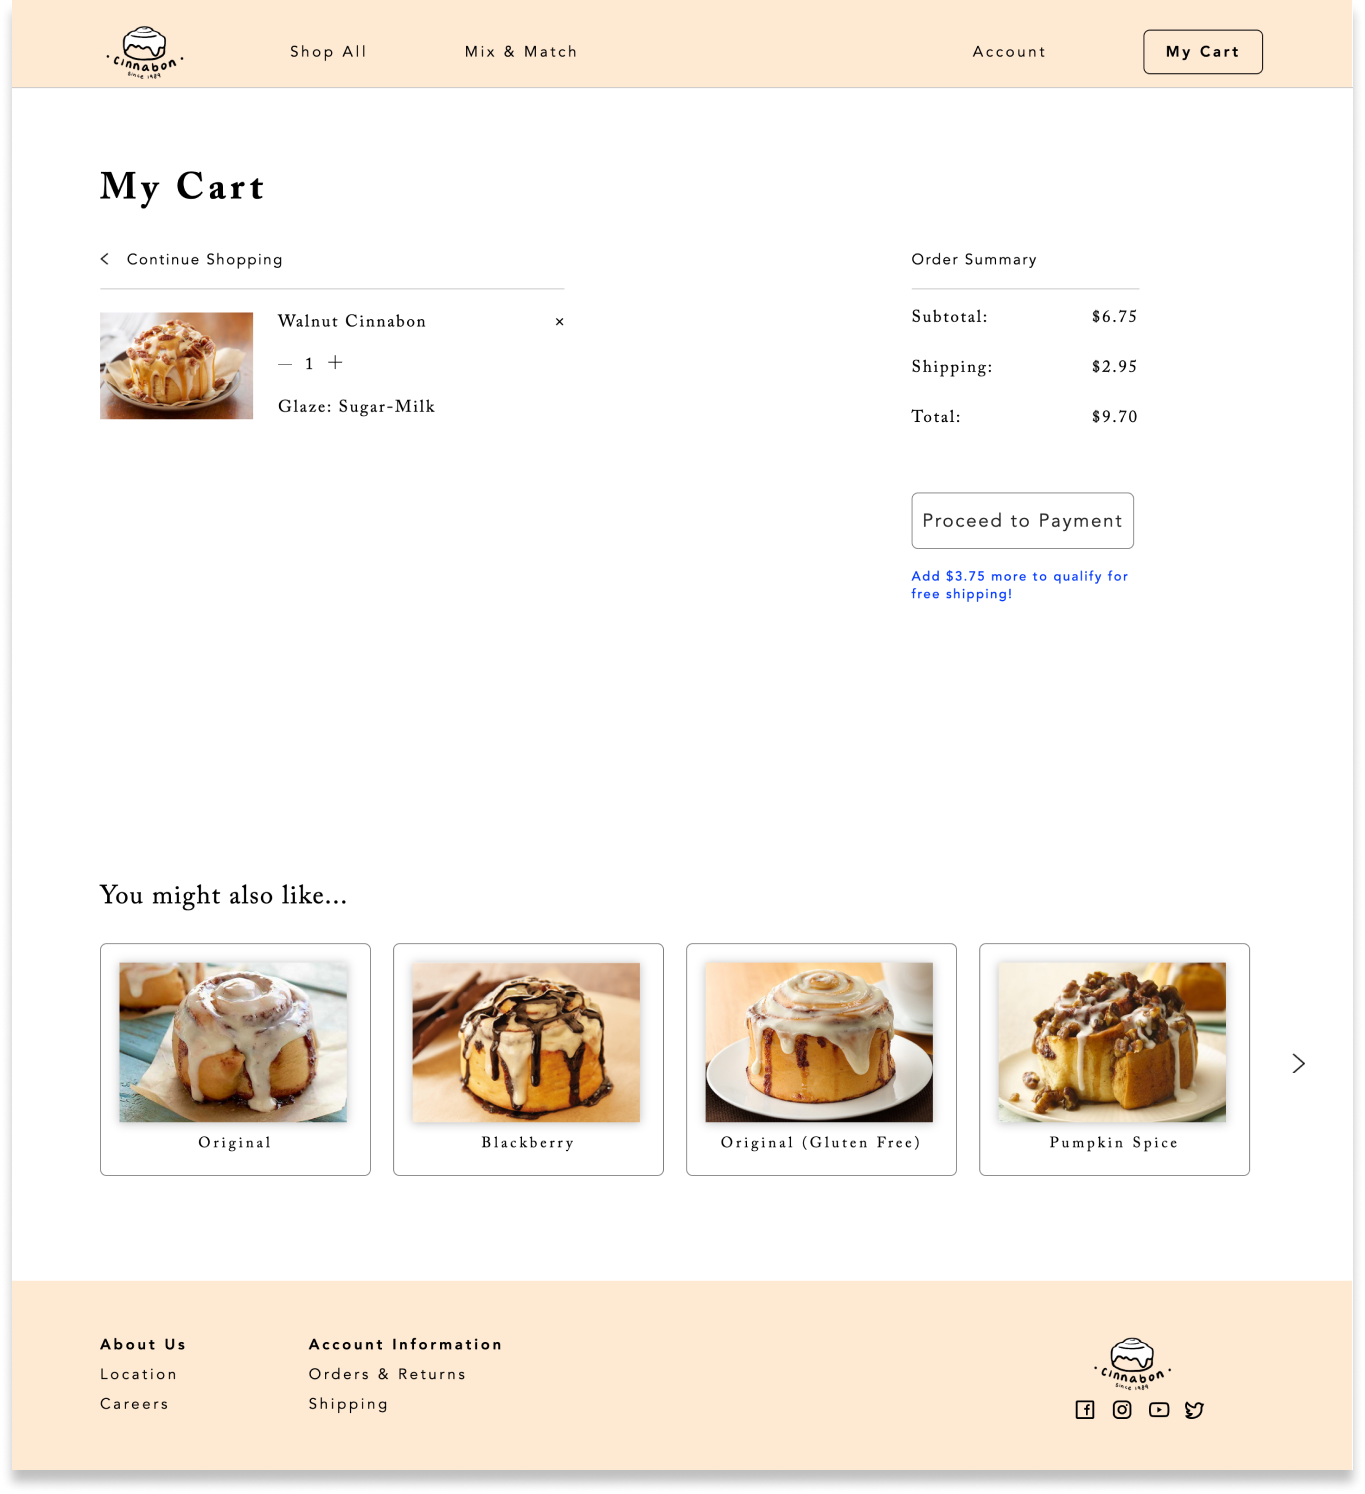 cinnabon
since 1989
Shop All
Mix & Match
Account
My Cart
My Cart
Continue Shopping
Walnut Cinnabon
1
Glaze: Sugar-Milk
Order Summary
Subtotal: $6.75
Shipping: $2.95
Total: $9.70
Proceed to Payment
Add $3.75 more to qualify for
free shipping!
You might also like...
Original
Blackberry
Original (Gluten Free)
Pumpkin Spice
About Us
Location
Careers
Account Information
Orders & Returns
Shipping
cinnabon
since 1989